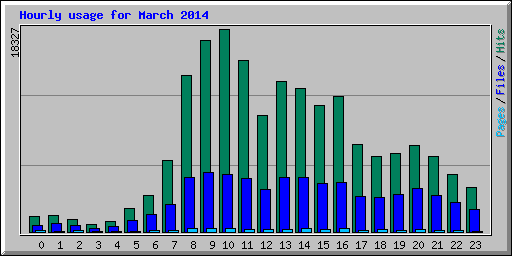 Hourly usage for March 2014
18327
Pages/Files/Hits
0 1 2 3 4 5 6 7 8 9 10 11 12 13 14 15 16 17 18 19 20 21 22 23